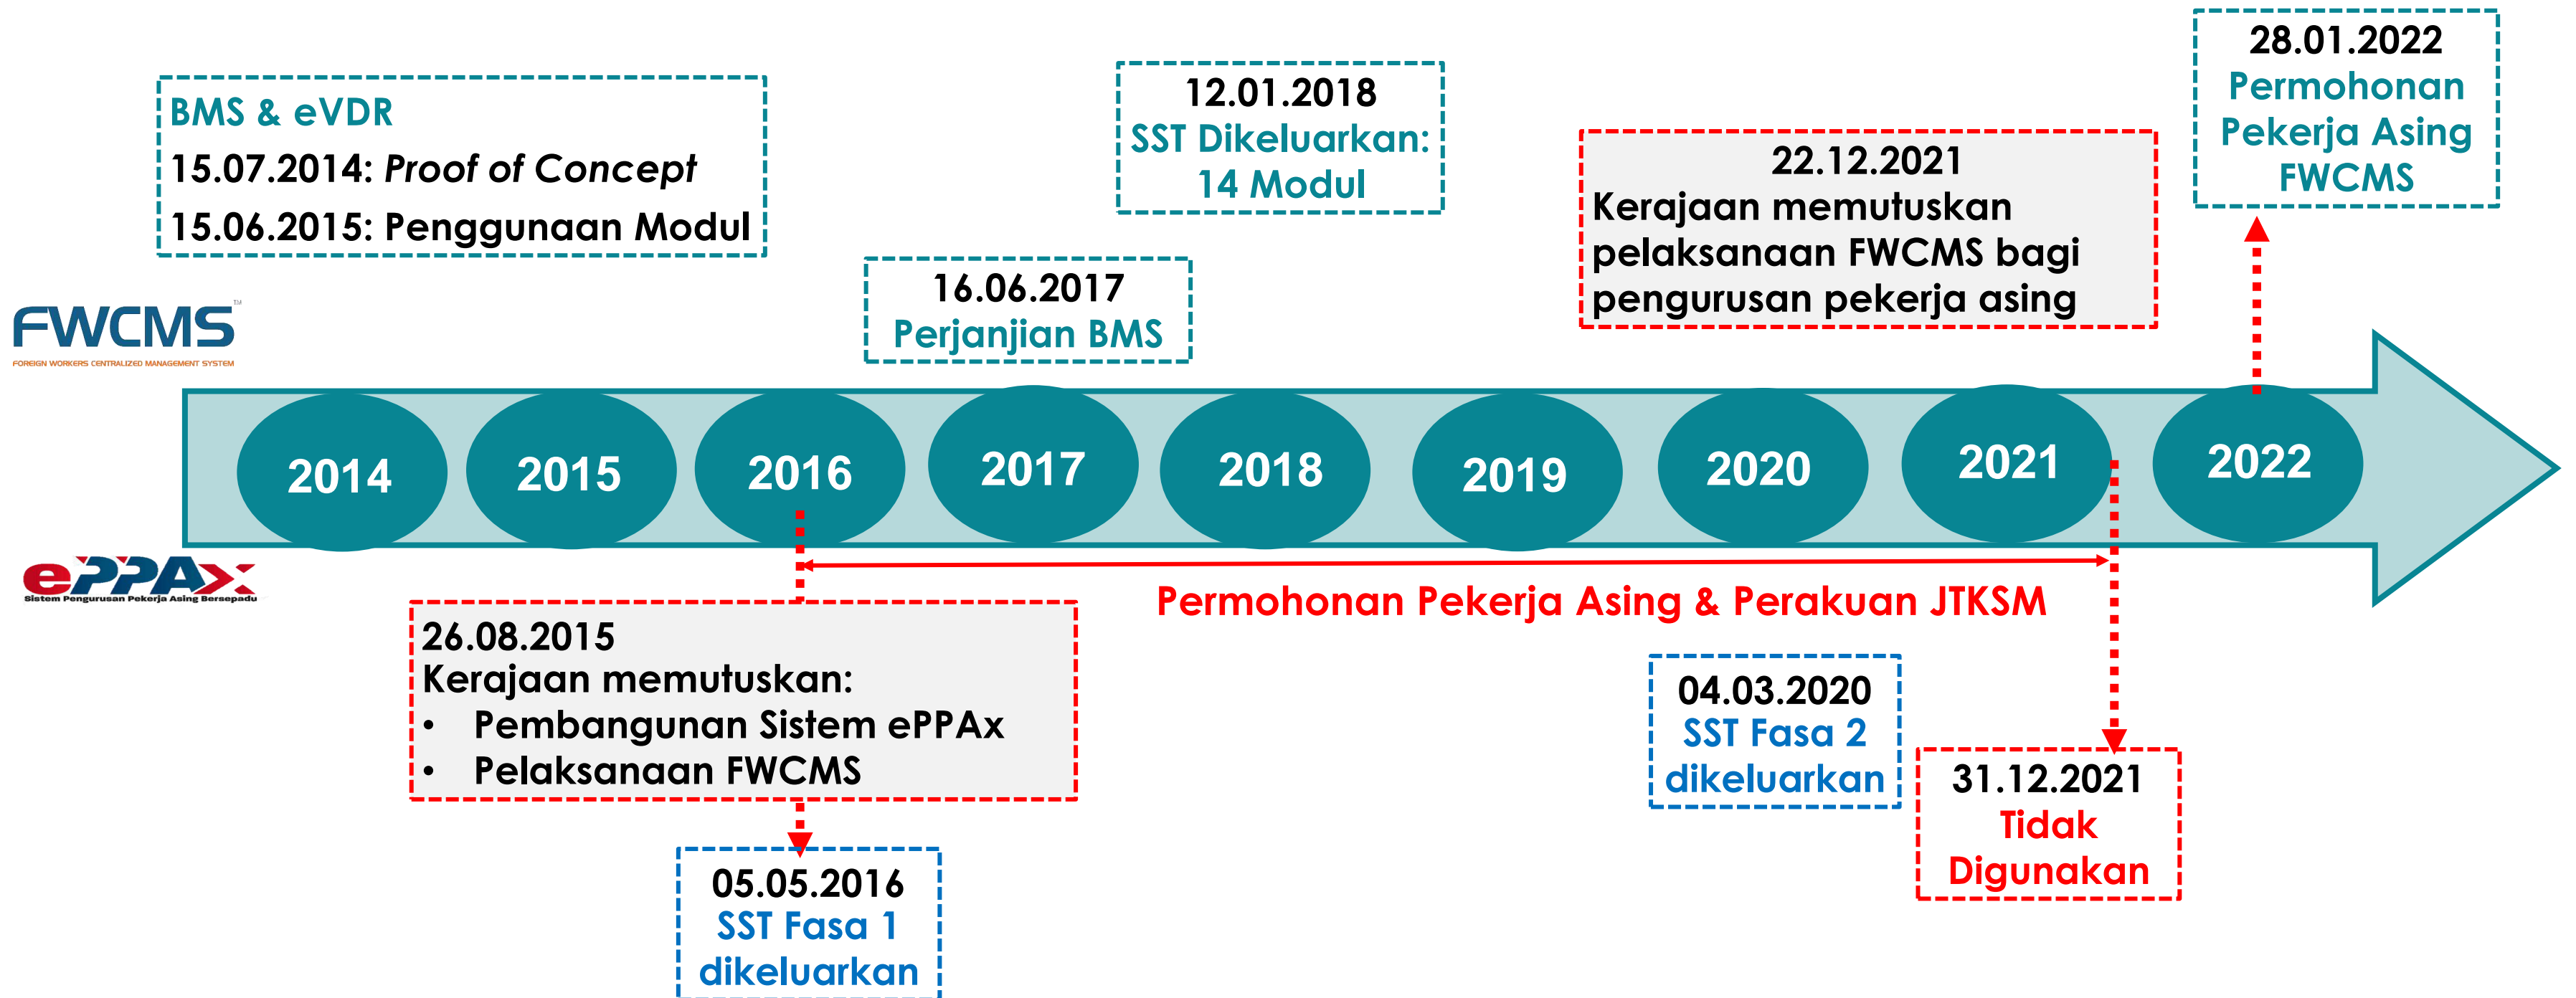 BMS & eVDR
15.07.2014: Proof of Concept
15.06.2015: Penggunaan Modul
16.06.2017
Perjanjian BMS
12.01.2018
SST Dikeluarkan:
14 Modul
22.12.2021
Kerajaan memutuskan
pelaksanaan FWCMS bagi
pengurusan pekerja asing
28.01.2022
Permohonan
Pekerja Asing
FWCMS
FWCMS™
FOREIGN WORKERS CENTRALIZED MANAGEMENT SYSTEM
2014
2015
2016
2017
2018
2019
2020
2021
2022
ePPAx
Sistem Pengurusan Pekerja Asing Bersepadu
Permohonan Pekerja Asing & Perakuan JTKSM
26.08.2015
Kerajaan memutuskan:
• Pembangunan Sistem ePPAx
• Pelaksanaan FWCMS
05.05.2016
SST Fasa 1
dikeluarkan
04.03.2020
SST Fasa 2
dikeluarkan
31.12.2021
Tidak
Digunakan